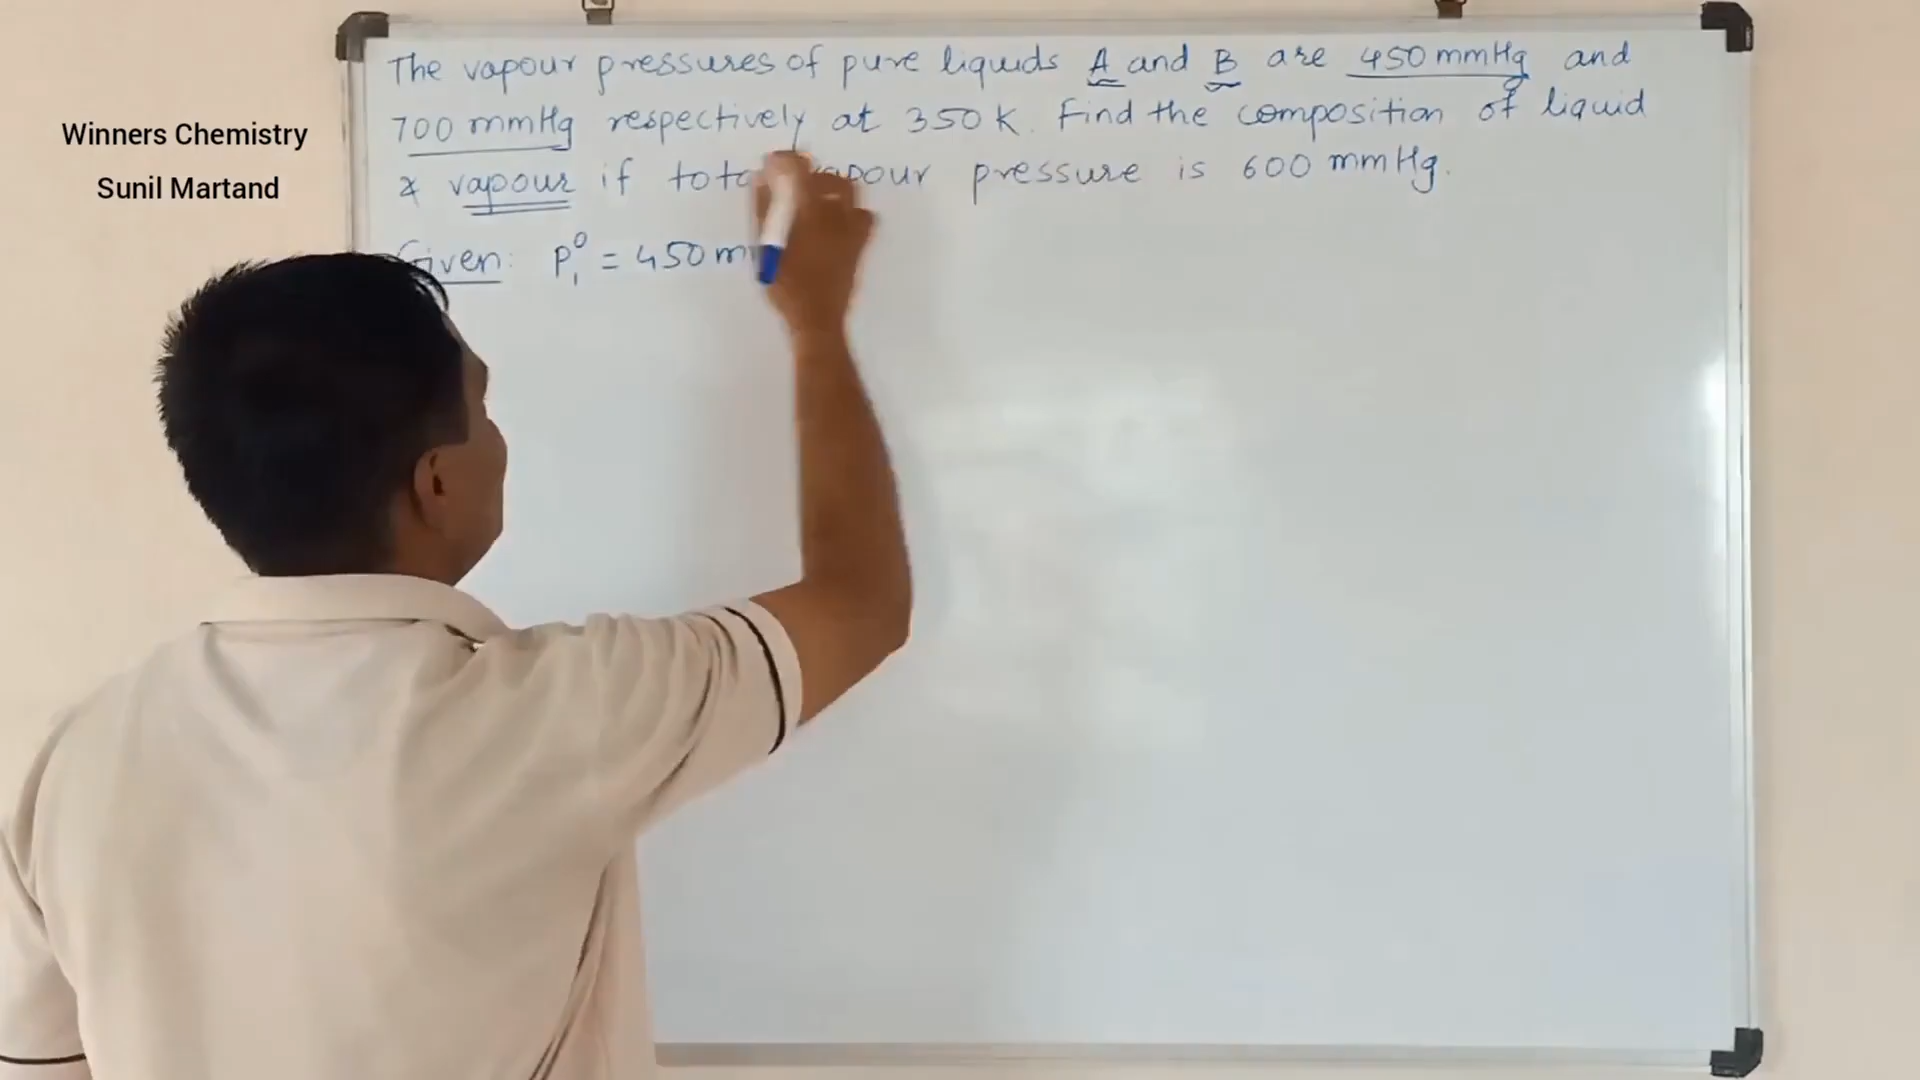 Winners Chemistry
Sunil Martand
The vapour pressures of pure liquids A and B are 450 mmHg and
700 mmHg respectively at 350 K. Find the composition of liquid
& vapour if vapour pressure is 600 mmHg.
Given: P₁⁰ = 450